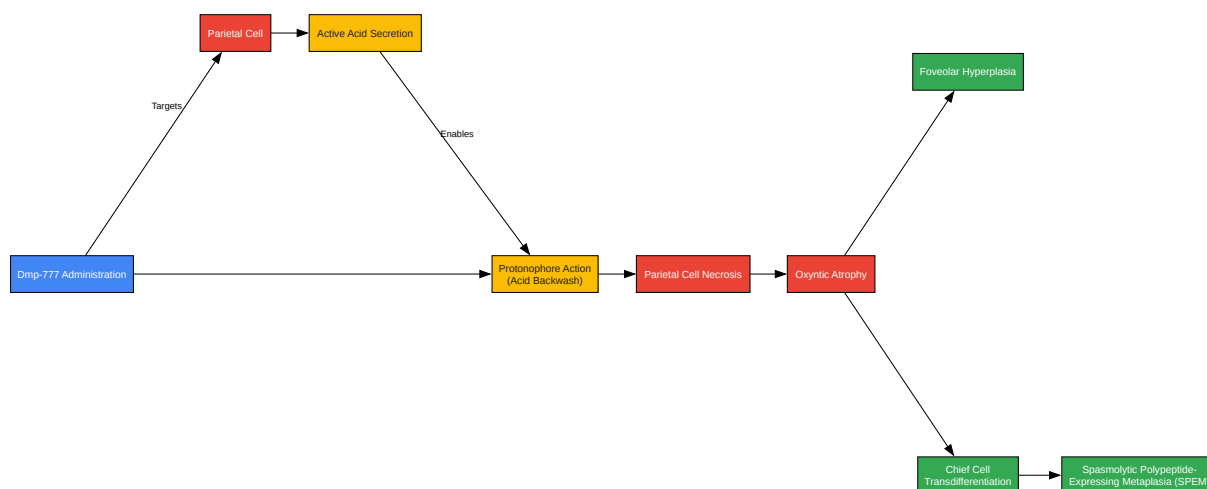 Parietal Cell
Active Acid Secretion
Foveolar Hyperplasia
Targets
Enables
Dmp-777 Administration
Protonophore Action
(Acid Backwash)
Parietal Cell Necrosis
Oxyntic Atrophy
Chief Cell
Transdifferentiation
Spasmolytic Polypeptide-
Expressing Metaplasia (SPEM